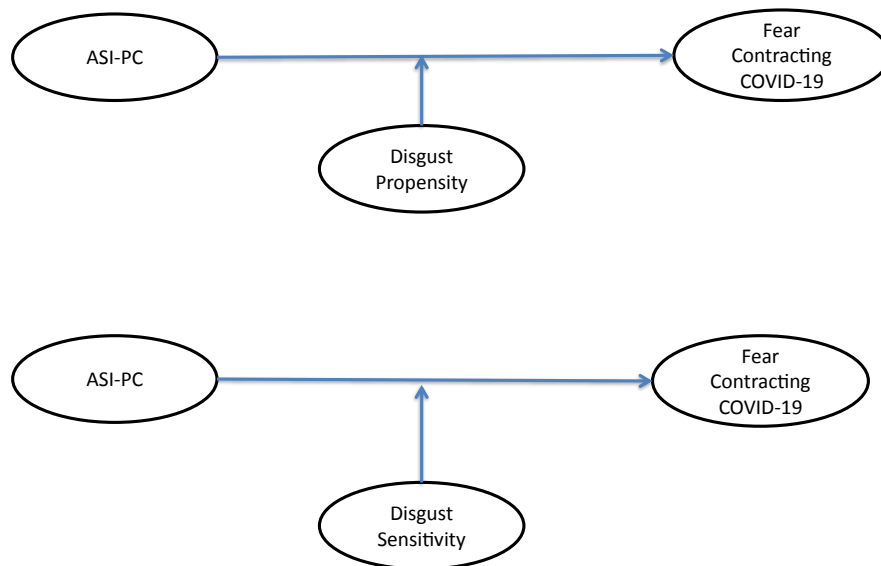 ASI-PC
Fear
Contracting
COVID-19
Disgust
Propensity
ASI-PC
Fear
Contracting
COVID-19
Disgust
Sensitivity